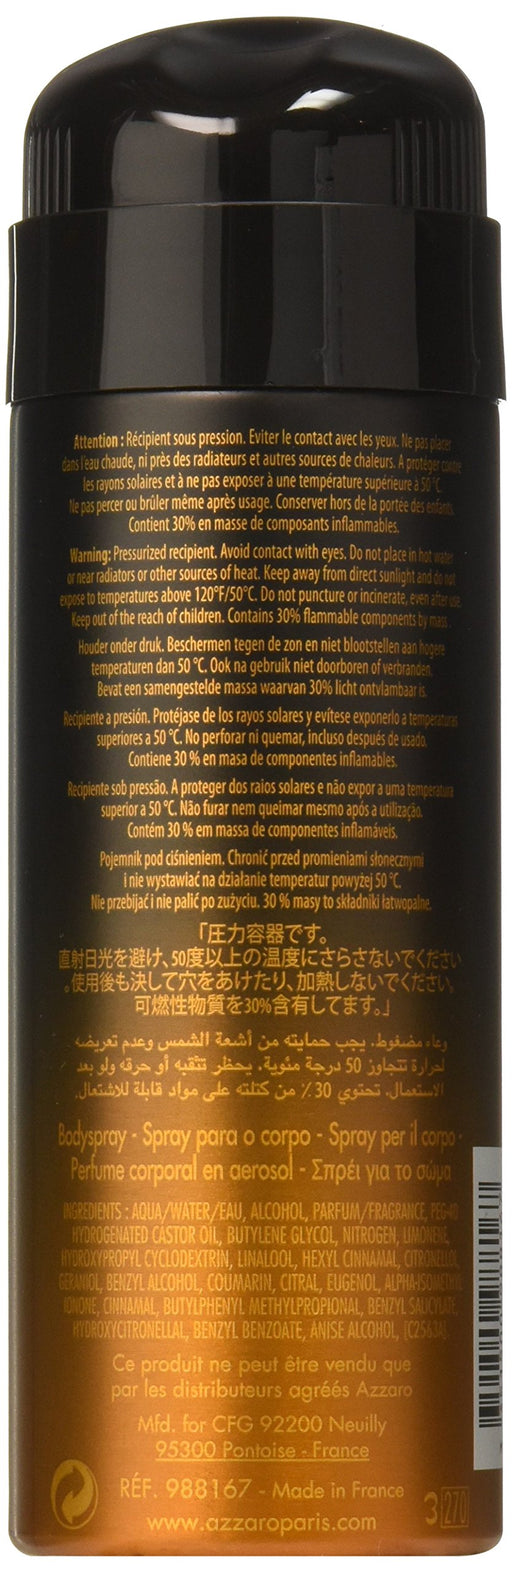 Attention : Récipient sous pression. Eviter le contact avec les yeux. Ne pas placer
dans l'eau chaude, ni près des radiateurs et autres sources de chaleurs. A protéger contre
les rayons solaires et à ne pas exposer à une température supérieure à 50 °C.
Ne pas percer ou brûler même après usage. Conserver hors de la portée des enfants.
Contient 30% en masse de composants inflammables.
Warning: Pressurized recipient. Avoid contact with eyes. Do not place in hot water
or near radiators or other sources of heat. Keep away from direct sunlight and do not
expose to temperatures above 120°F/50°C. Do not puncture or incinerate, even after use.
Keep out of the reach of children. Contains 30% flammable components by mass.
Houder onder druk. Beschermen tegen de zon en niet blootstellen aan hogere
temperaturen dan 50 °C. Ook na gebruik niet doorboren of verbranden.
Bevat een samengestelde massa waarvan 30% licht ontvlambaar is.
Recipiente a presión. Protéjase de los rayos solares y evítese exponerlo a temperaturas
superiores a 50 °C. No perforar ni quemar, incluso después de usado.
Contiene 30 % en masa de componentes inflamables.
Recipiente sob pressão. A proteger dos raios solares e não expor a uma temperatura
superior a 50 °C. Não furar nem queimar mesmo após a utilização.
Contém 30 % em massa de componentes inflamáveis.
Pojemnik pod ciśnieniem. Chronić przed promieniami słonecznymi
i nie wystawiać na działanie temperatur powyżej 50 °C.
Nie przebijać i nie palić po zużyciu. 30 % masy to składniki łatwopalne.
「圧力容器です。
直射日光を避け、50度以上の温度にさらさないでください
。使用後も決して穴をあけたり、加熱しないでください。
可燃性物質を30%含有してます。」
وعاء مضغوط. يجب حمايته من أشعة الشمس وعدم تعريضه
لحرارة تتجاوز 50 درجة مئوية. يحظر تثقبه أو حرقه ولو بعد
الاستعمال. تحتوي 30٪ من كتلته على مواد قابلة للاشتعال.
Bodyspray - Spray para o corpo - Spray per il corpo -
Perfume corporal en aerosol - Σπρέι για το σώμα
INGREDIENTS : AQUA/WATER/EAU, ALCOHOL, PARFUM/FRAGRANCE, PEG-40
HYDROGENATED CASTOR OIL, BUTYLENE GLYCOL, NITROGEN, LIMONENE,
HYDROXYPROPYL CYCLODEXTRIN, LINALOOL, HEXYL CINNAMAL, CITRONELLOL,
GERANIOL, BENZYL ALCOHOL, COUMARIN, CITRAL, EUGENOL, ALPHA-ISOMETHYL
IONONE, CINNAMAL, BUTYLPHENYL METHYLPROPIONAL, BENZYL SALICYLATE,
HYDROXYCITRONELLAL, BENZYL BENZOATE, ANISE ALCOHOL, [C2563A].
Ce produit ne peut être vendu que
par les distributeurs agréés Azzaro
Mfd. for CFG 92200 Neuilly
95300 Pontoise - France
RÉF. 988167 - Made in France
www.azzaroparis.com
3 270